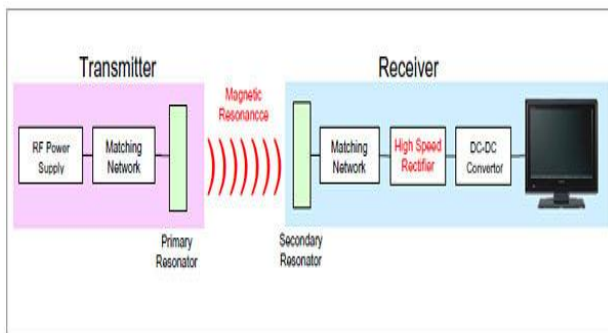 Transmitter
Receiver
Magnetic
Resonancce
RF Power
Supply
Matching
Network
Matching
Network
High Speed
Rectifier
DC-DC
Convertor
Primary
Resonator
Secondary
Resonator